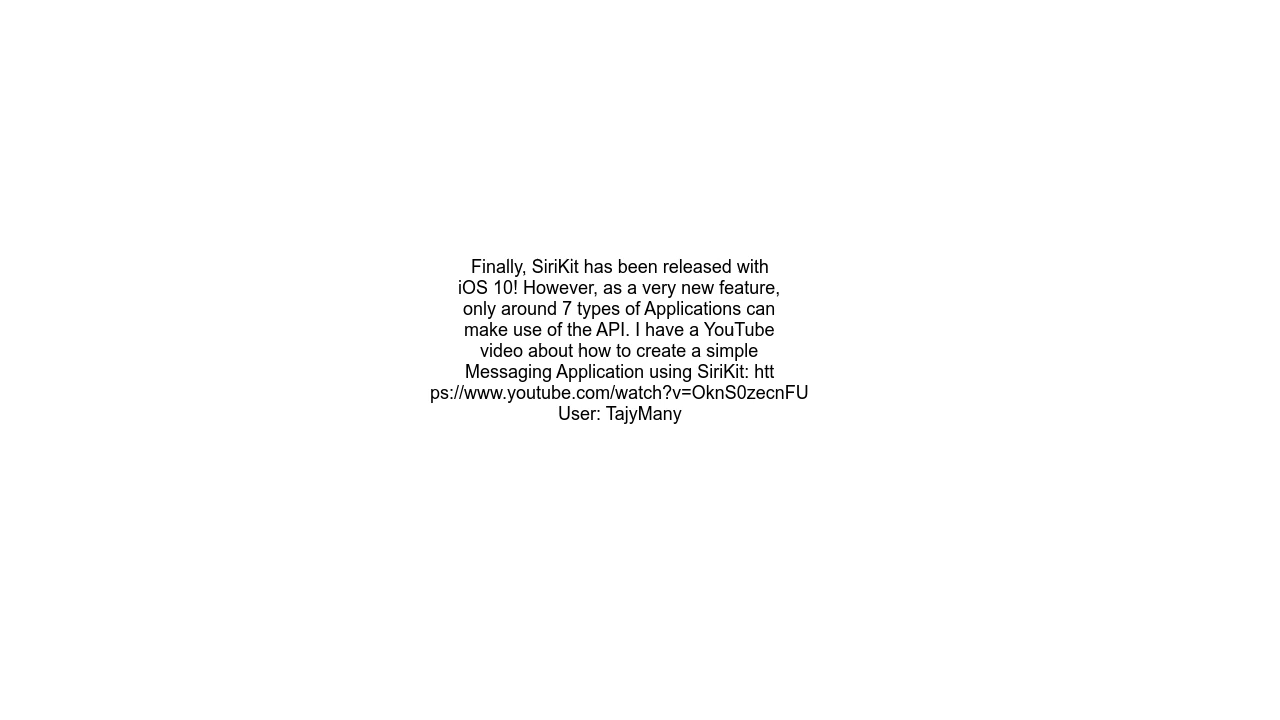 Finally, SiriKit has been released with
iOS 10! However, as a very new feature,
only around 7 types of Applications can
make use of the API. I have a YouTube
video about how to create a simple
Messaging Application using SiriKit: htt
ps://www.youtube.com/watch?v=OknS0zecnFU
User: TajyMany